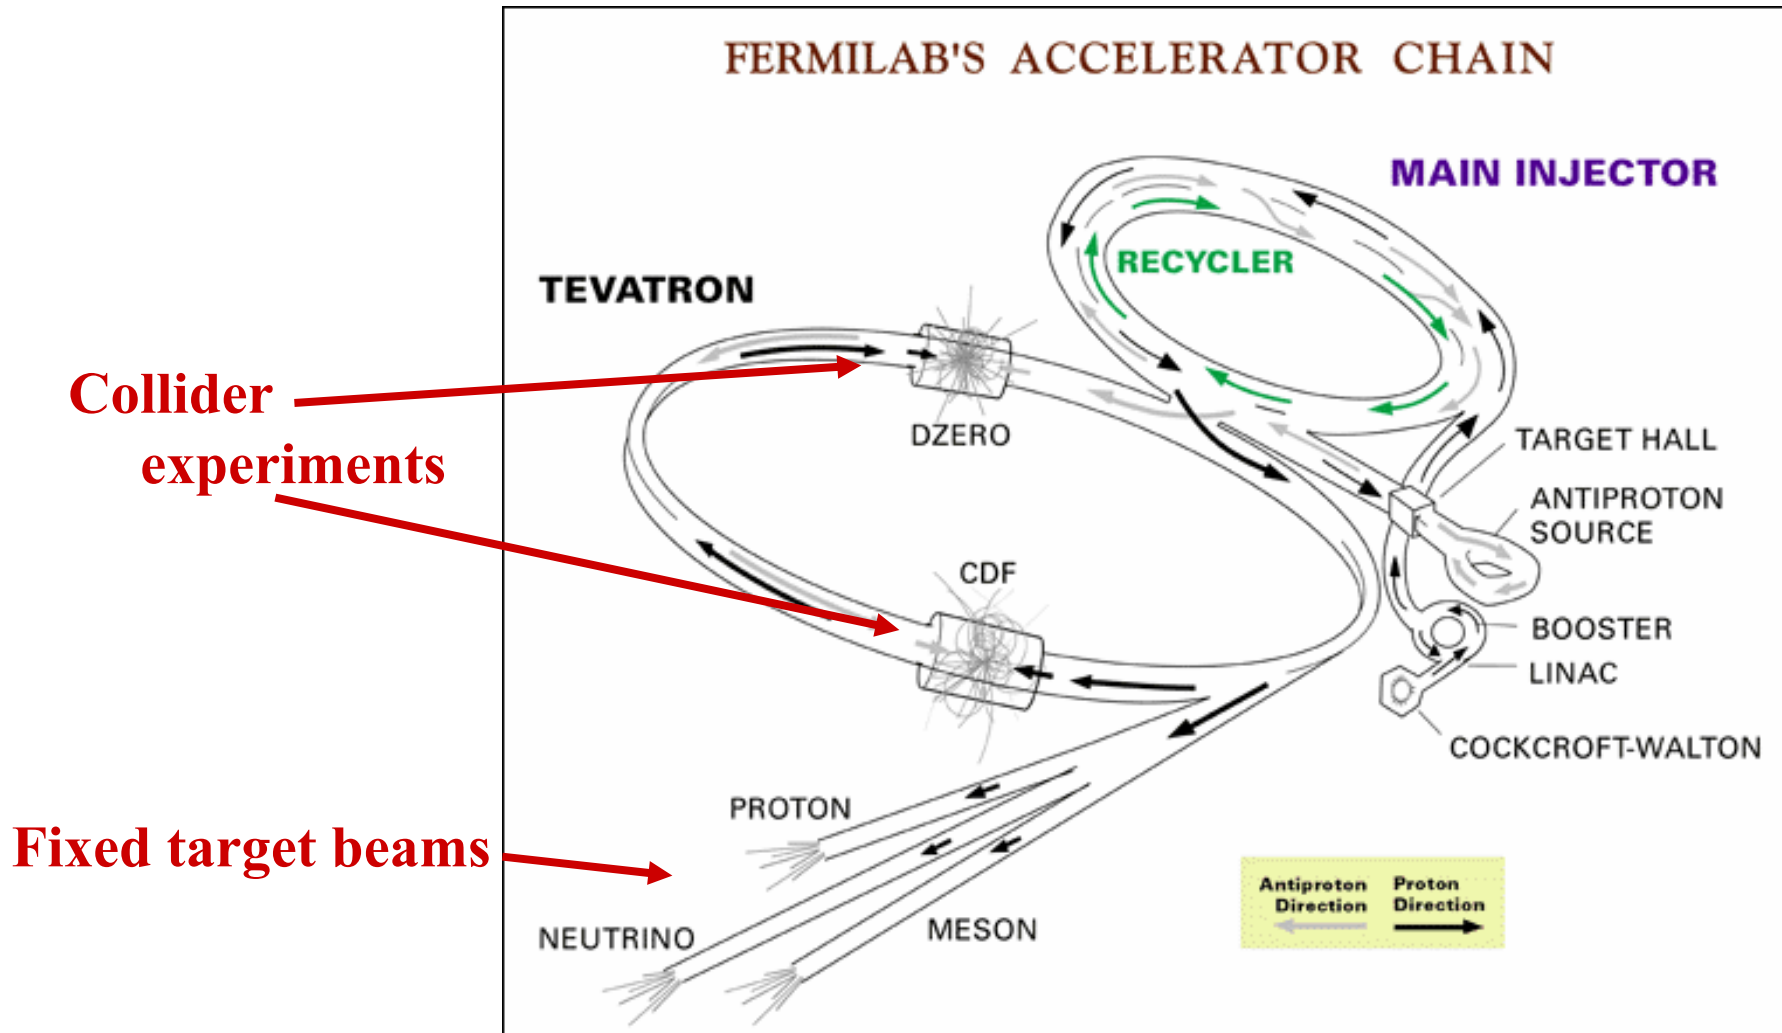 FERMILAB'S ACCELERATOR CHAIN
MAIN INJECTOR
RECYCLER
TEVATRON
Collider
experiments
DZERO
TARGET HALL
ANTIPROTON
SOURCE
CDF
BOOSTER
LINAC
COCKCROFT-WALTON
PROTON
Fixed target beams
NEUTRINO
MESON
Antiproton
Direction
Proton
Direction